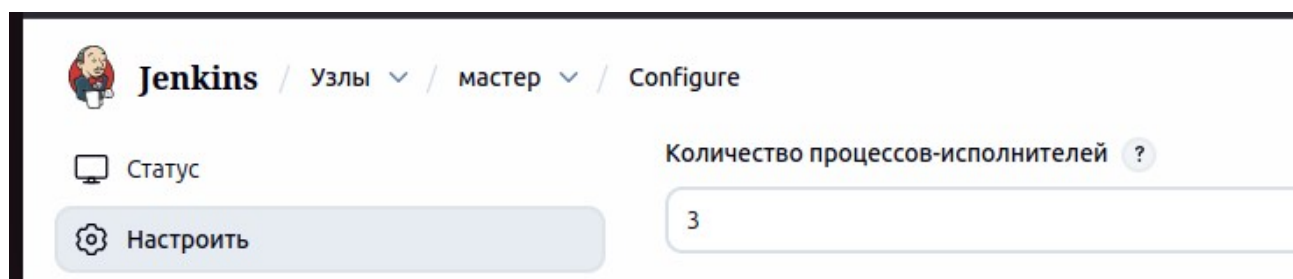 Jenkins / Узлы / мастер / Configure
Статус
Настроить
Количество процессов-исполнителей ?
3